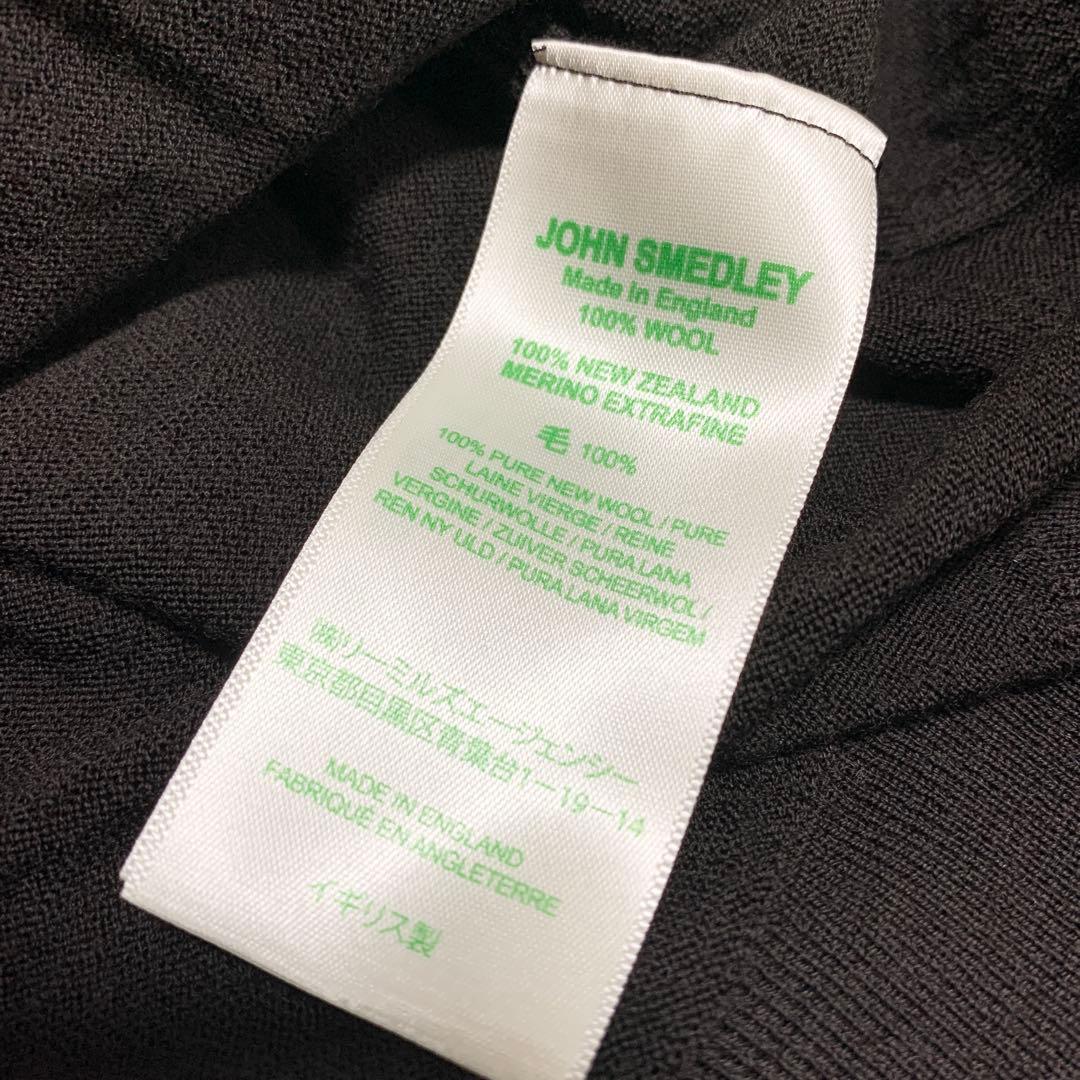 JOHN SMEDLEY
Made in England
100% WOOL
100% NEW ZEALAND
MERINO EXTRAFINE
毛 100%
100% PURE NEW WOOL / PURE
LAINE VIERGE / REINE
SCHURWOLLE / PURA LANA
VERGINE / ZUIVER SCHEERWOL /
REN NY ULD / PURA LANA VIRGEM
㈱リーミルズエージェンシー
東京都目黒区青葉台1-19-14
MADE IN ENGLAND
FABRIQUÉ EN ANGLETERRE
イギリス製